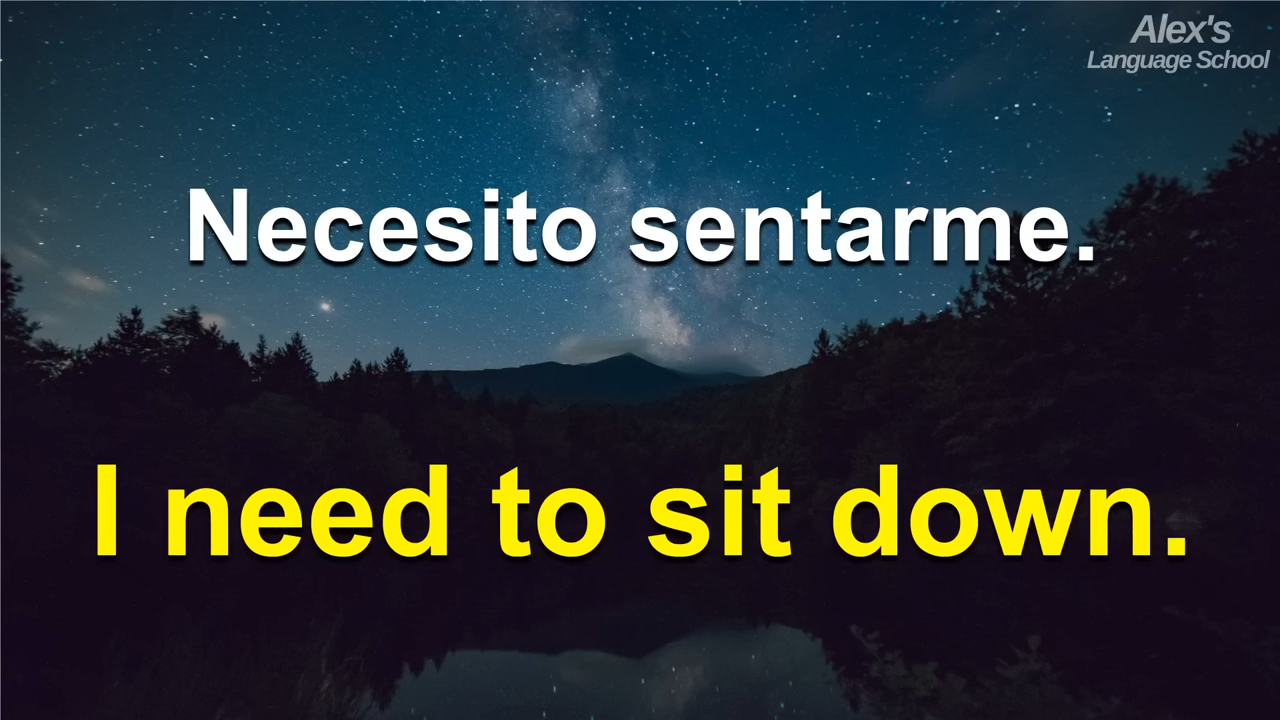 Alex's
Language School
Necesito sentarme.
I need to sit down.